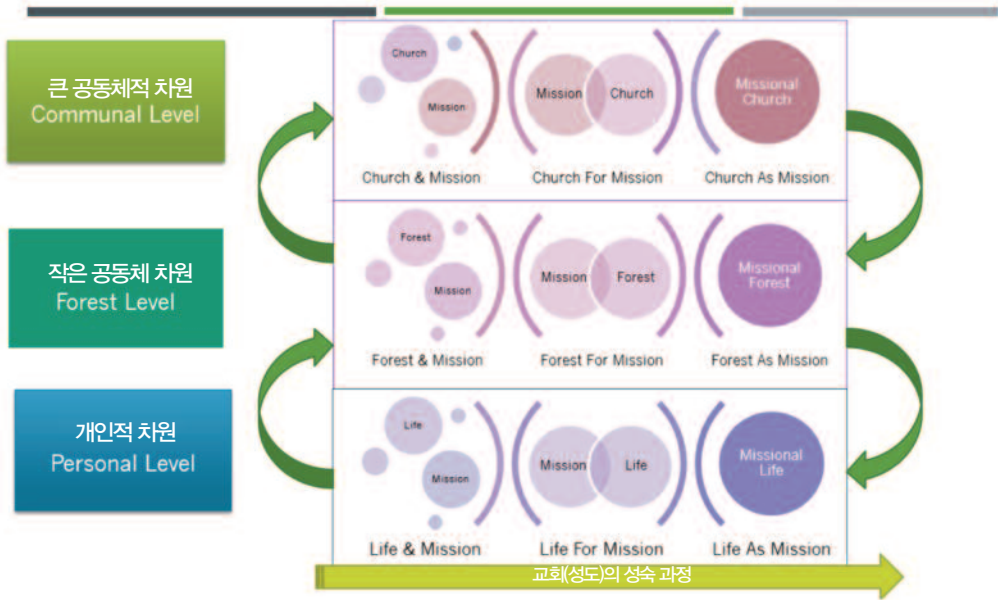 큰 공동체적 차원
Communal Level
Church
Mission
Mission
Church
Missional
Church
Church & Mission
Church For Mission
Church As Mission
작은 공동체 차원
Forest Level
Forest
Mission
Mission
Forest
Missional
Forest
Forest & Mission
Forest For Mission
Forest As Mission
개인적 차원
Personal Level
Life
Mission
Mission
Life
Missional
Life
Life & Mission
Life For Mission
Life As Mission
교회(성도)의 성숙 과정